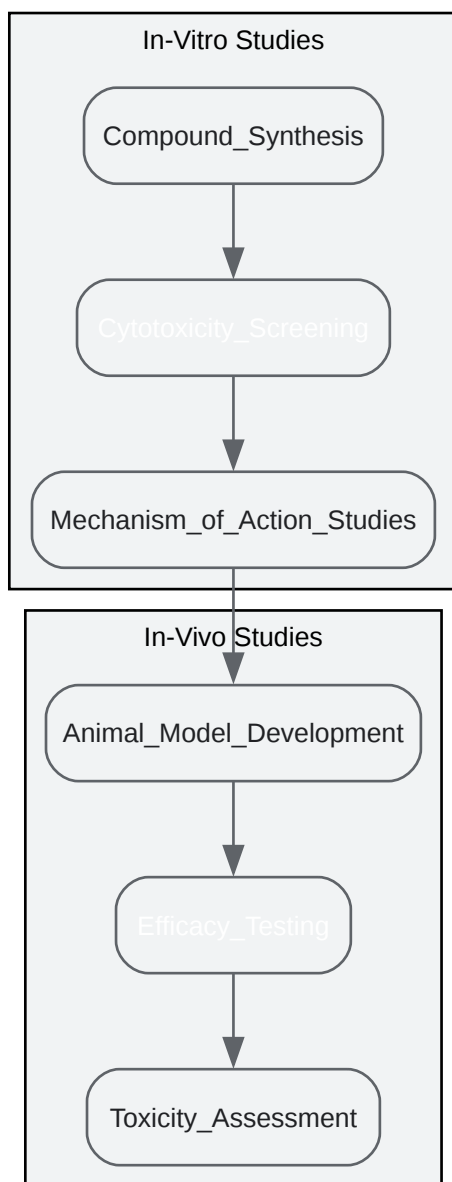 In-Vitro Studies
Compound_Synthesis
Cytotoxicity_Screening
Mechanism_of_Action_Studies
In-Vivo Studies
Animal_Model_Development
Efficacy_Testing
Toxicity_Assessment